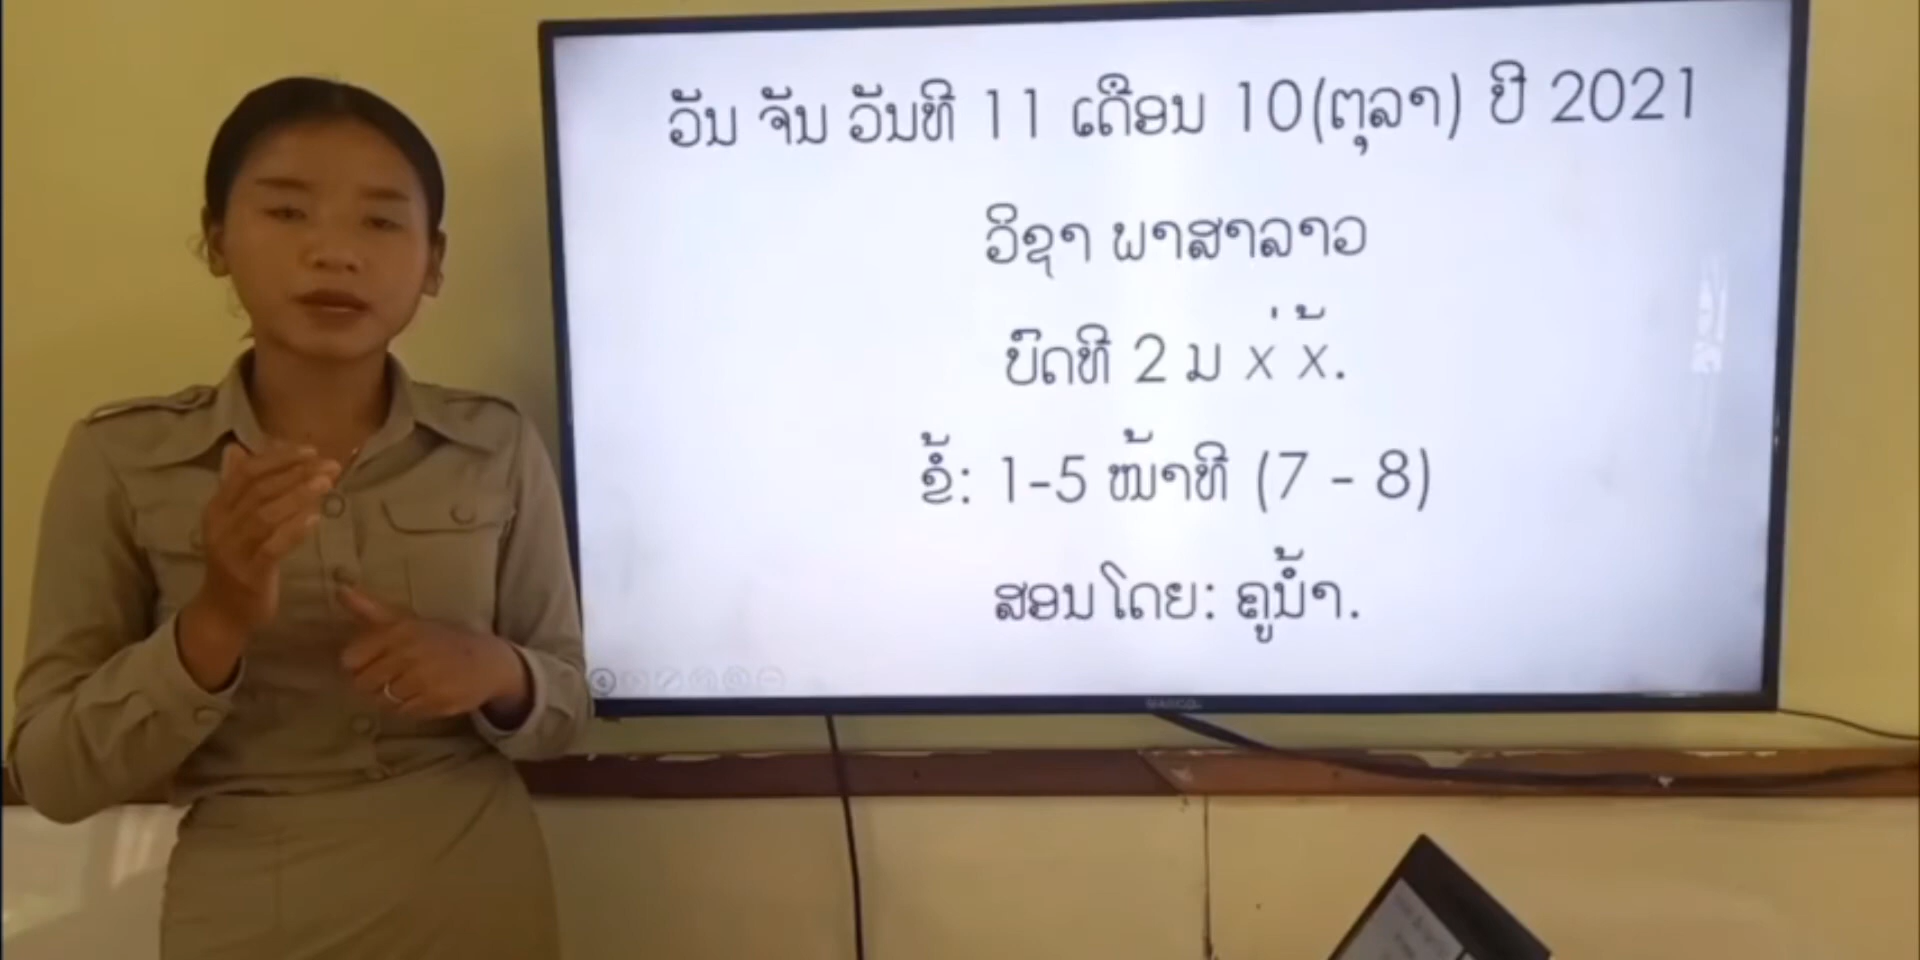 ວັນ ຈັນ ວັນທີ 11 ເດືອນ 10(ຕຸລາ) ປີ 2021
ວິຊາ ພາສາລາວ
ບົດທີ 2 ມ x່ x້.
ຂໍ້: 1-5 ໜ້າທີ (7 - 8)
ສອນໂດຍ: ຄູນ້ຳ.